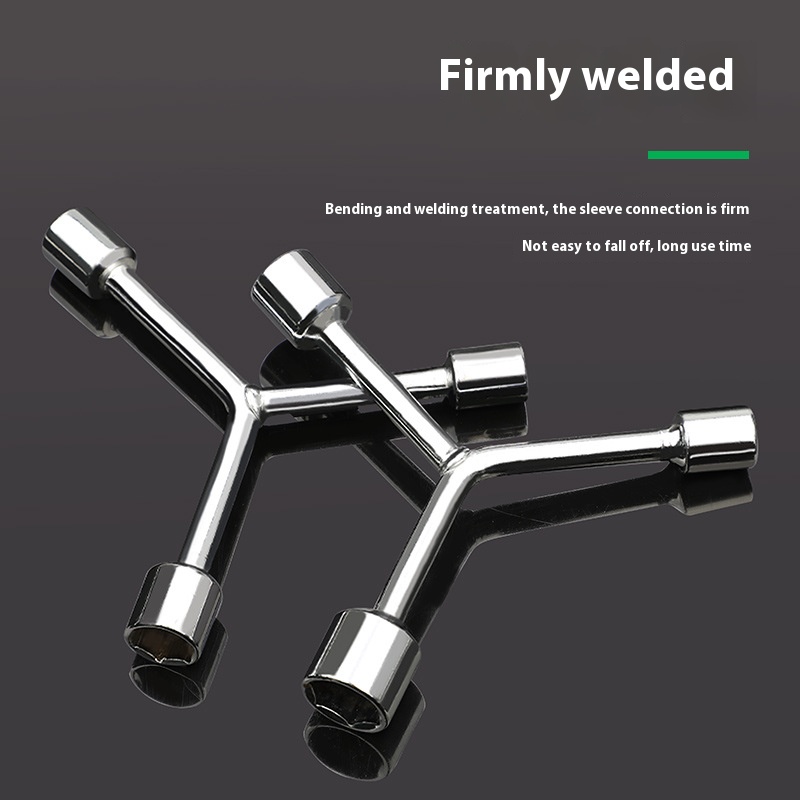 Firmly welded
Bending and welding treatment, the sleeve connection is firm
Not easy to fall off, long use time